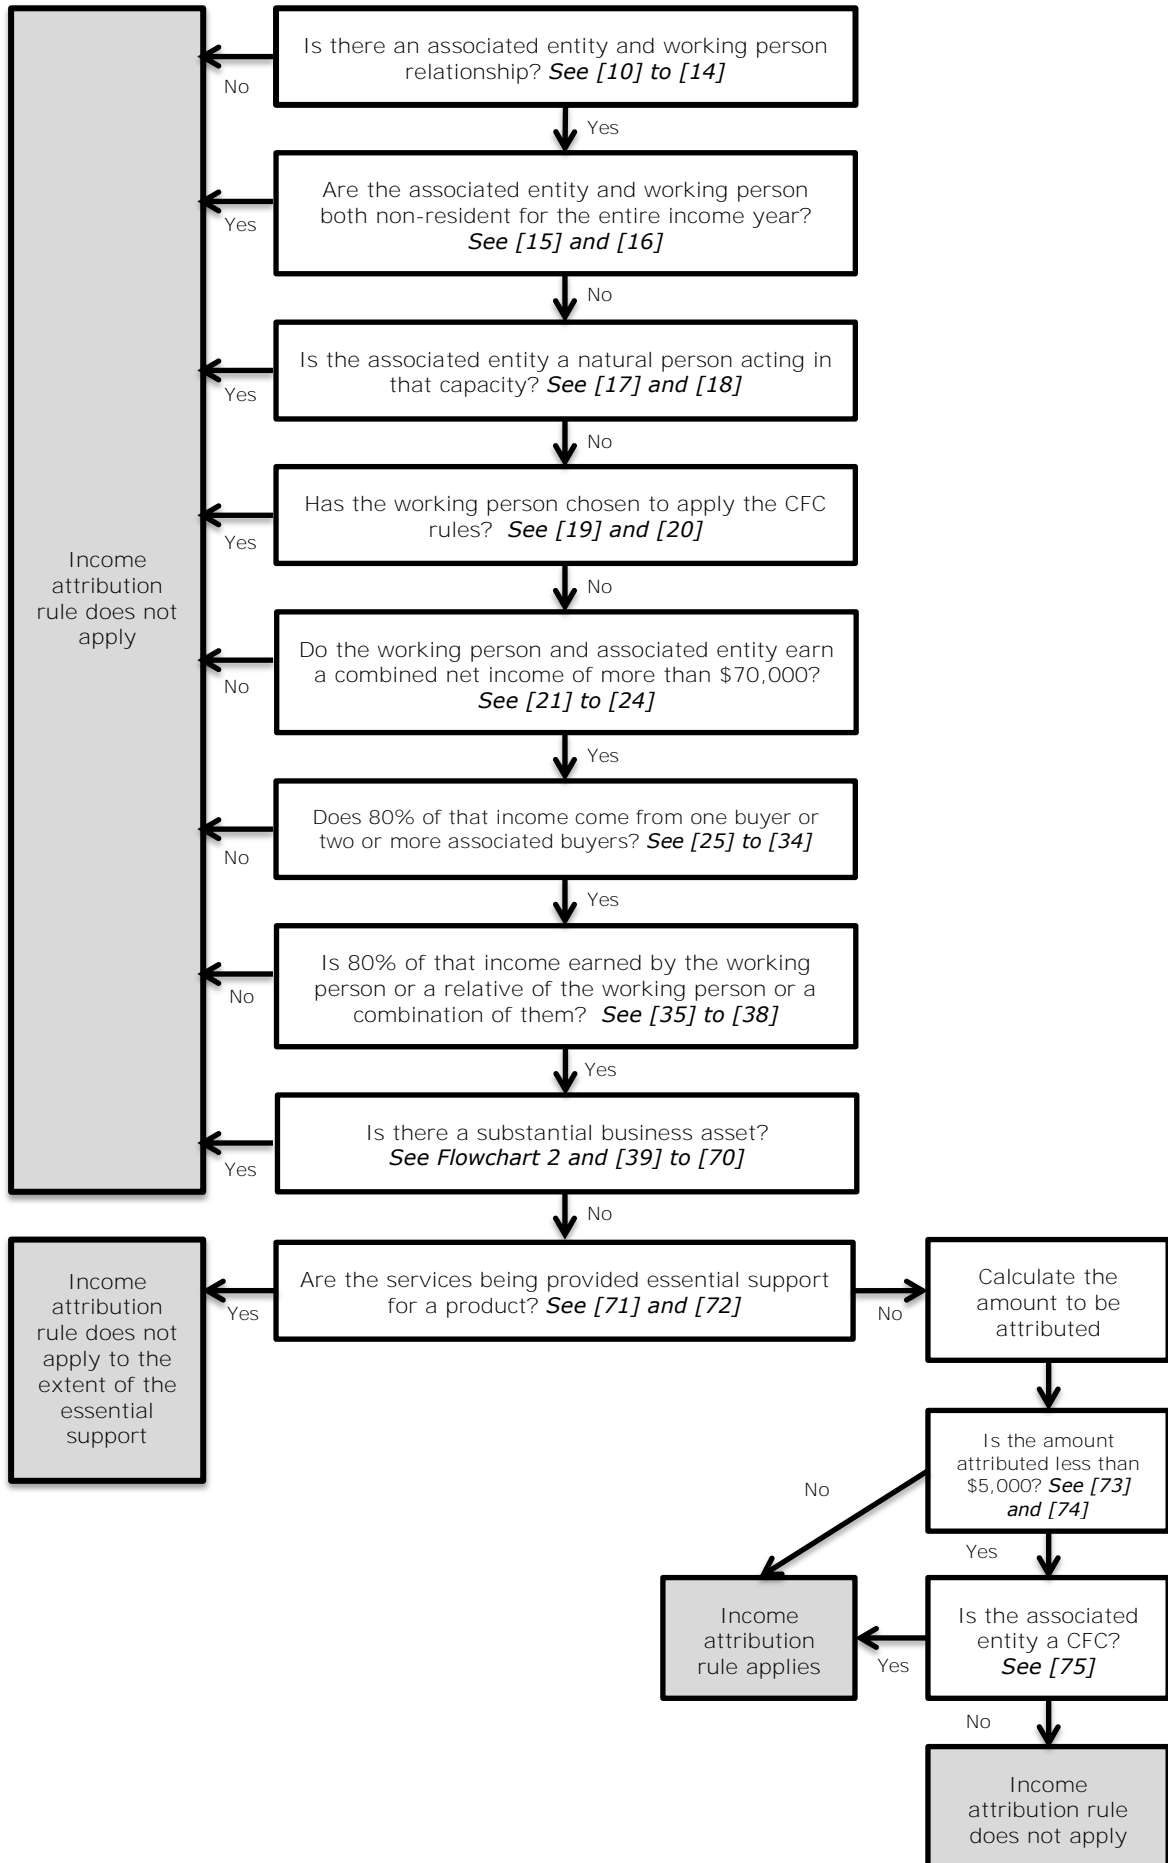 Is there an associated entity and working person
relationship? See [10] to [14]
No
Yes
Are the associated entity and working person
both non-resident for the entire income year?
See [15] and [16]
Yes
No
Is the associated entity a natural person acting in
that capacity? See [17] and [18]
Yes
No
Has the working person chosen to apply the CFC
rules? See [19] and [20]
Yes
No
Income
attribution
rule does not
apply
Do the working person and associated entity earn
a combined net income of more than $70,000?
See [21] to [24]
No
Yes
Does 80% of that income come from one buyer or
two or more associated buyers? See [25] to [34]
No
Yes
Is 80% of that income earned by the working
person or a relative of the working person or a
combination of them? See [35] to [38]
No
Yes
Is there a substantial business asset?
See Flowchart 2 and [39] to [70]
Yes
No
Are the services being provided essential support
for a product? See [71] and [72]
Yes
No
Income
attribution
rule does not
apply to the
extent of the
essential
support
Calculate the
amount to be
attributed
Is the amount
attributed less than
$5,000? See [73]
and [74]
No
Yes
Income
attribution
rule applies
Is the associated
entity a CFC?
See [75]
Yes
No
Income
attribution rule
does not apply